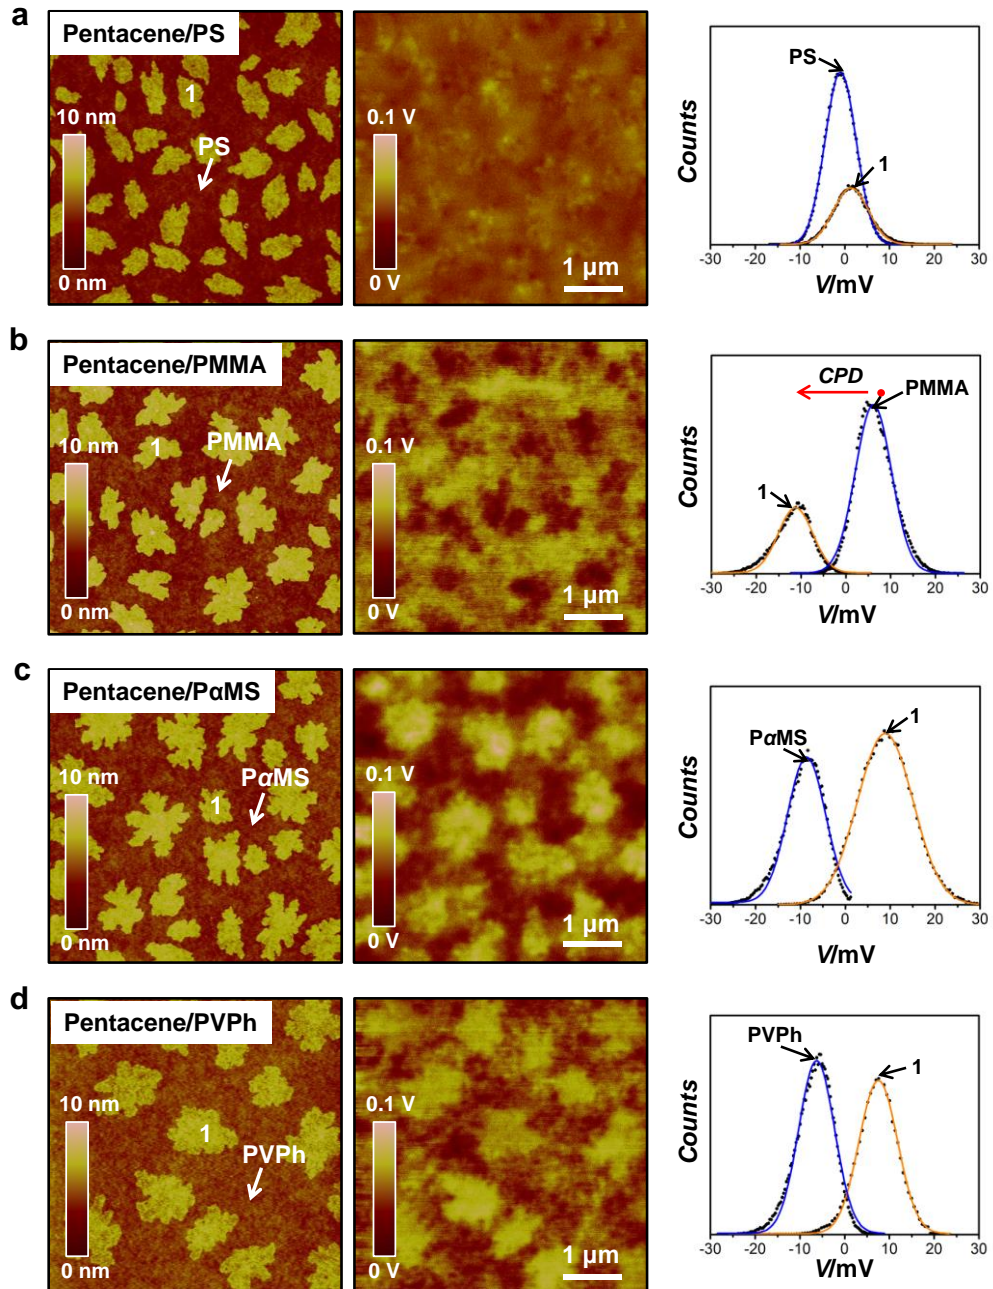 a
Pentacene/PS
1
10 nm
PS
0 nm
0.1 V
0 V
1 μm
Counts
PS
1
-30 -20 -10 0 10 20 30
V/mV
b
Pentacene/PMMA
1
10 nm
PMMA
0 nm
0.1 V
0 V
1 μm
Counts
CPD
PMMA
1
-30 -20 -10 0 10 20 30
V/mV
c
Pentacene/PαMS
10 nm
PαMS
1
0 nm
0.1 V
0 V
1 μm
Counts
PαMS
1
-30 -20 -10 0 10 20 30
V/mV
d
Pentacene/PVPh
10 nm
1
PVPh
0 nm
0.1 V
0 V
1 μm
Counts
PVPh
1
-30 -20 -10 0 10 20 30
V/mV